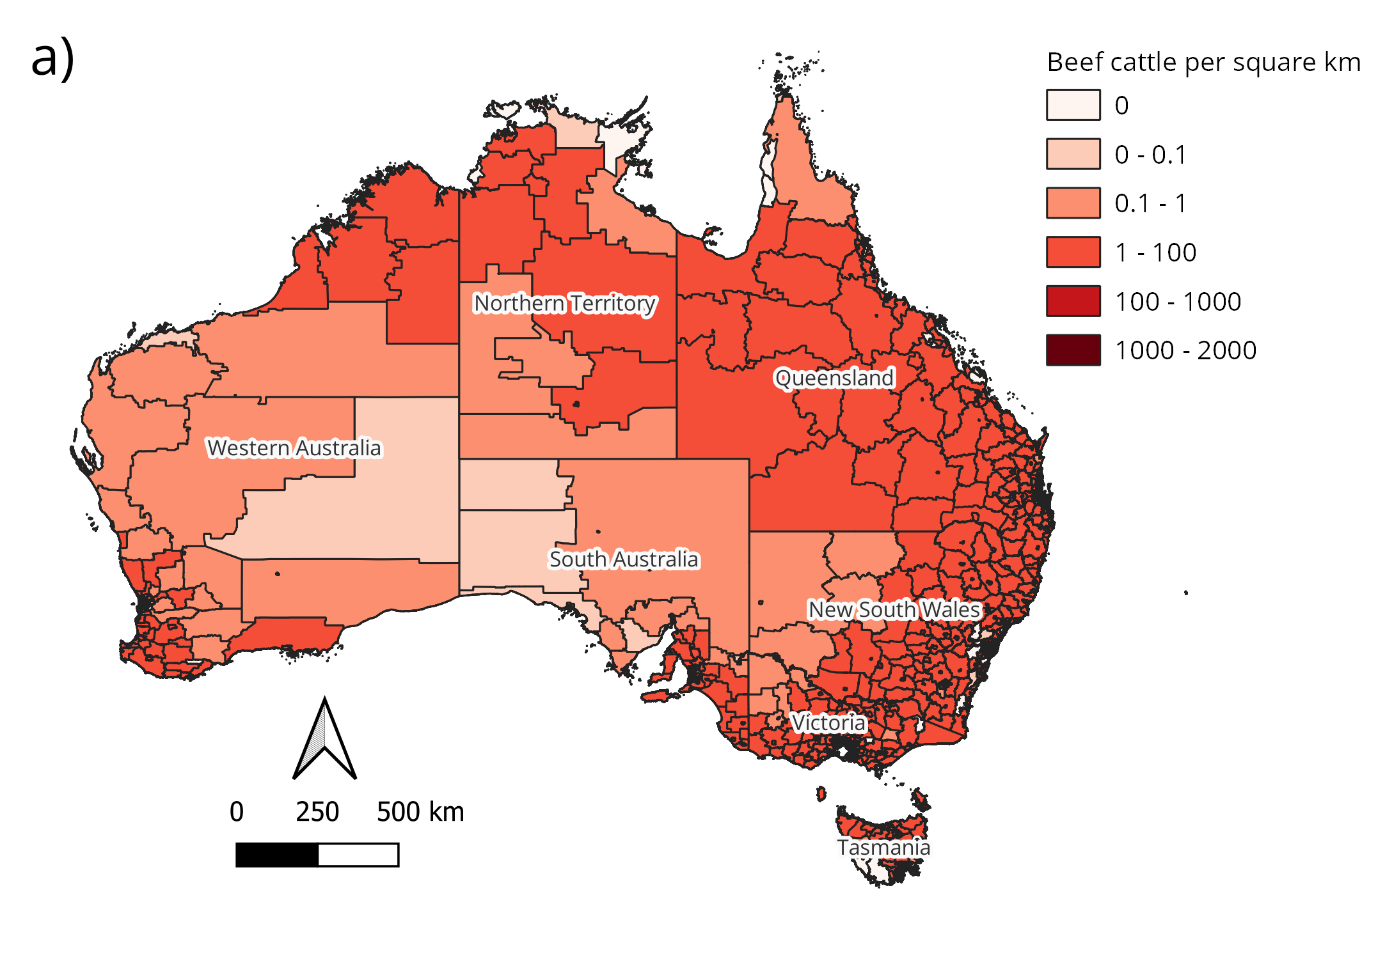 a)
Beef cattle per square km
0
0 - 0.1
0.1 - 1
1 - 100
100 - 1000
1000 - 2000
Northern Territory
Queensland
Western Australia
South Australia
New South Wales
Victoria
Tasmania
0 250 500 km